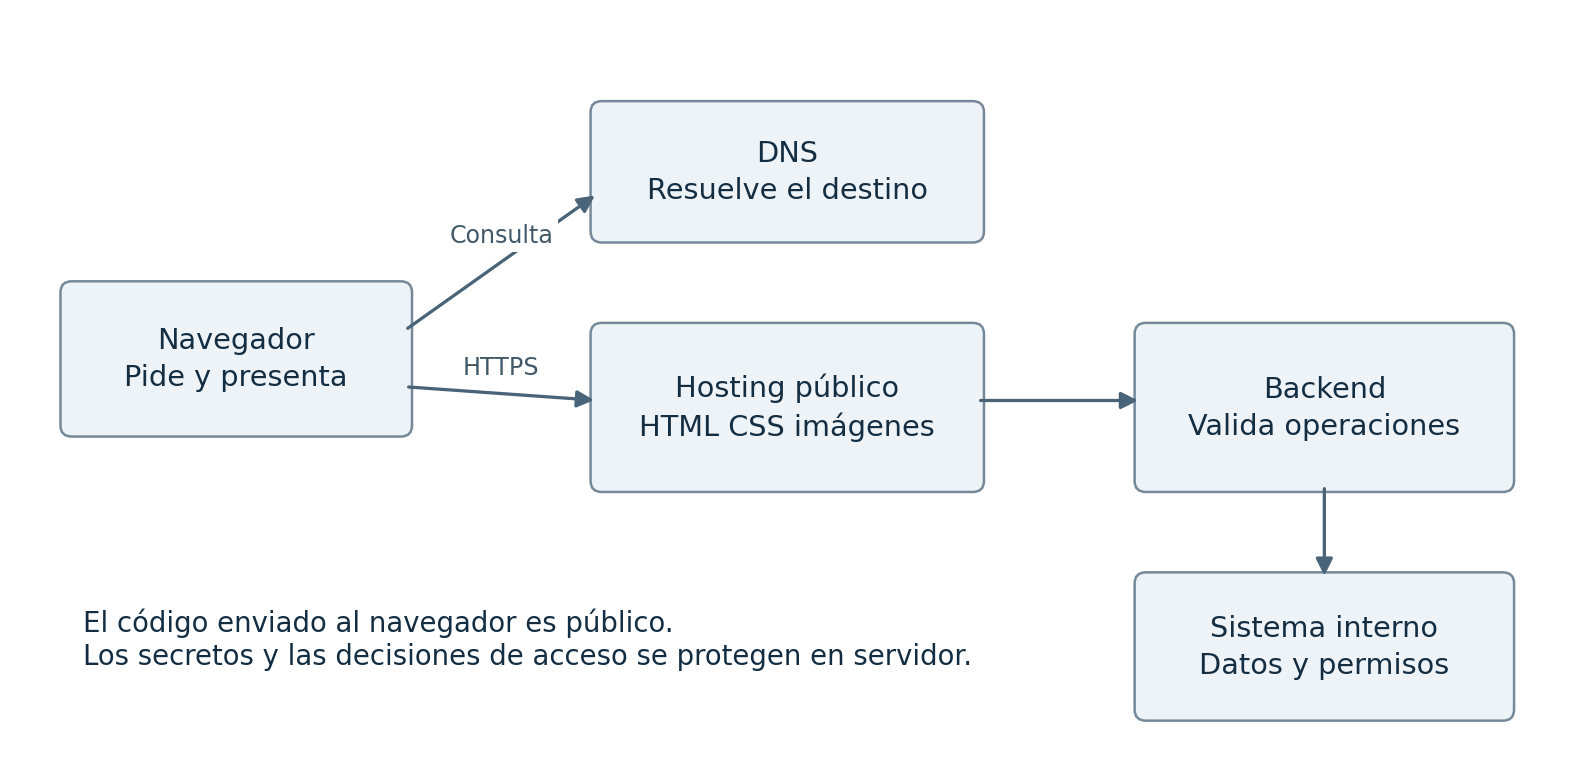 DNS
Resuelve el destino
Consulta
Navegador
Pide y presenta
HTTPS
Hosting público
HTML CSS imágenes
Backend
Valida operaciones
El código enviado al navegador es público.
Los secretos y las decisiones de acceso se protegen en servidor.
Sistema interno
Datos y permisos